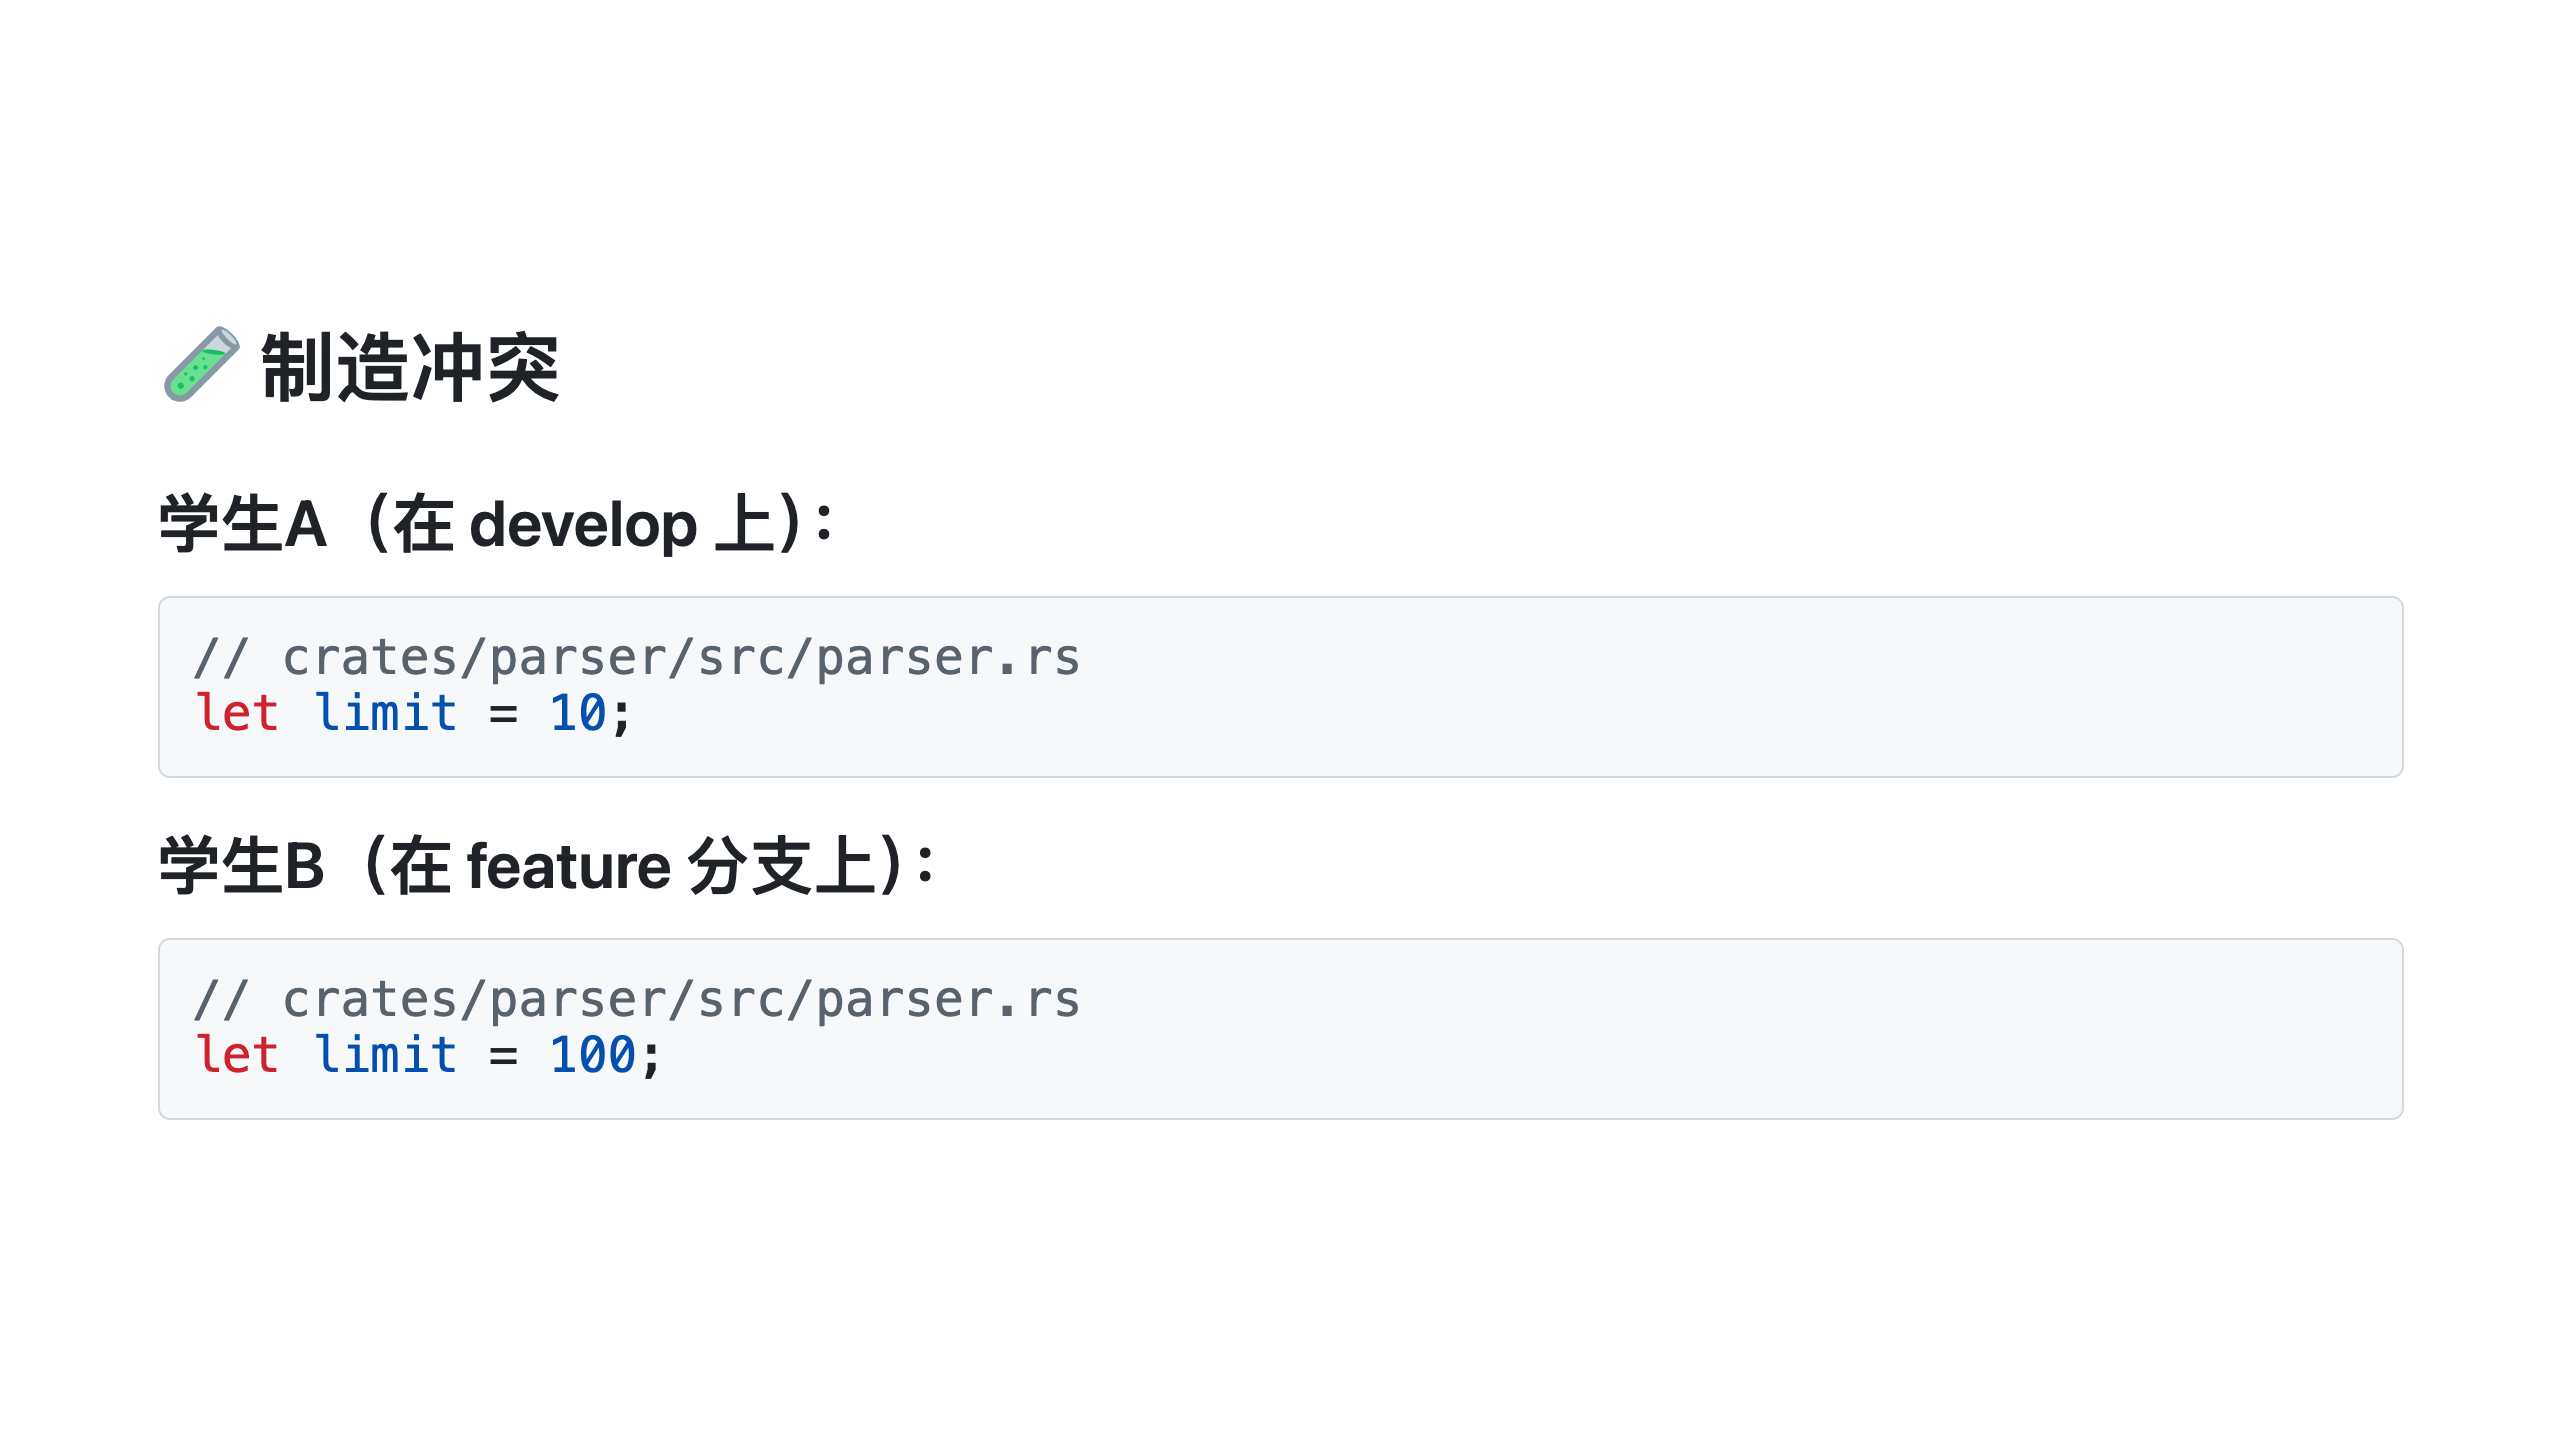 🧪 制造冲突
学生A（在 develop 上）：
// crates/parser/src/parser.rs
let limit = 10;
学生B（在 feature 分支上）：
// crates/parser/src/parser.rs
let limit = 100;